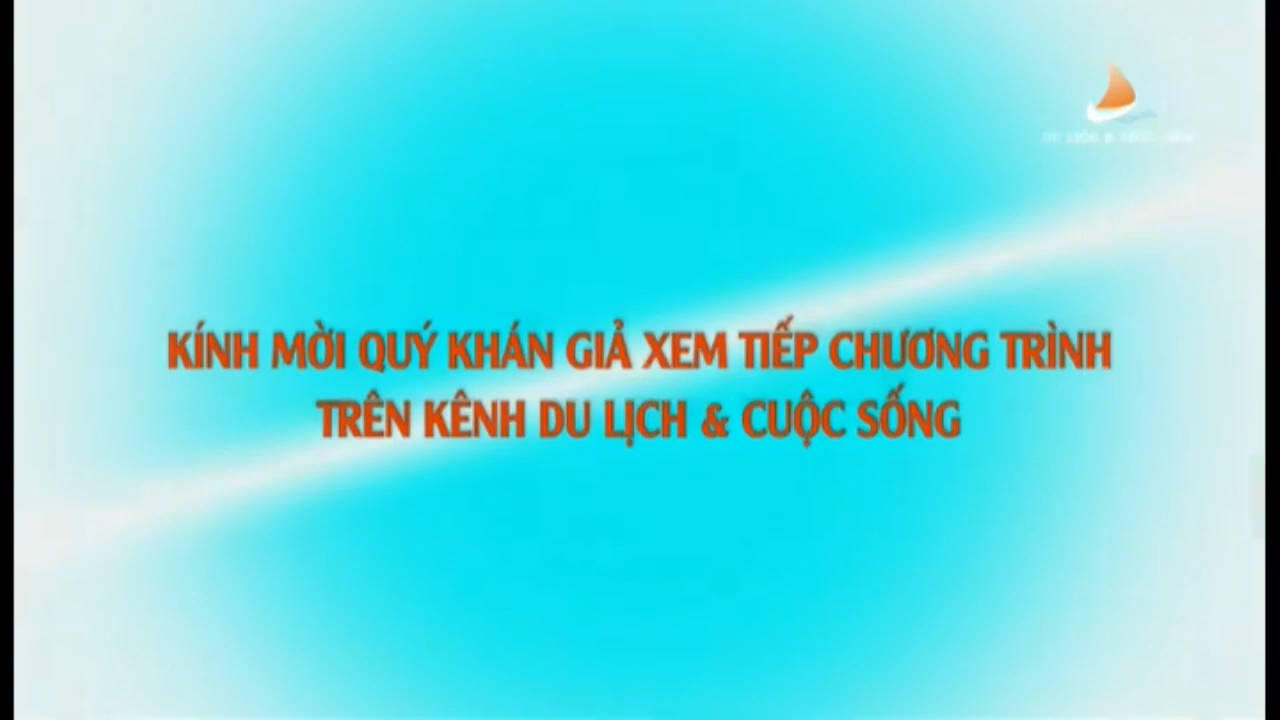 KÍNH MỜI QUÝ KHÁN GIẢ XEM TIẾP CHƯƠNG TRÌNH
TRÊN KÊNH DU LỊCH & CUỘC SỐNG